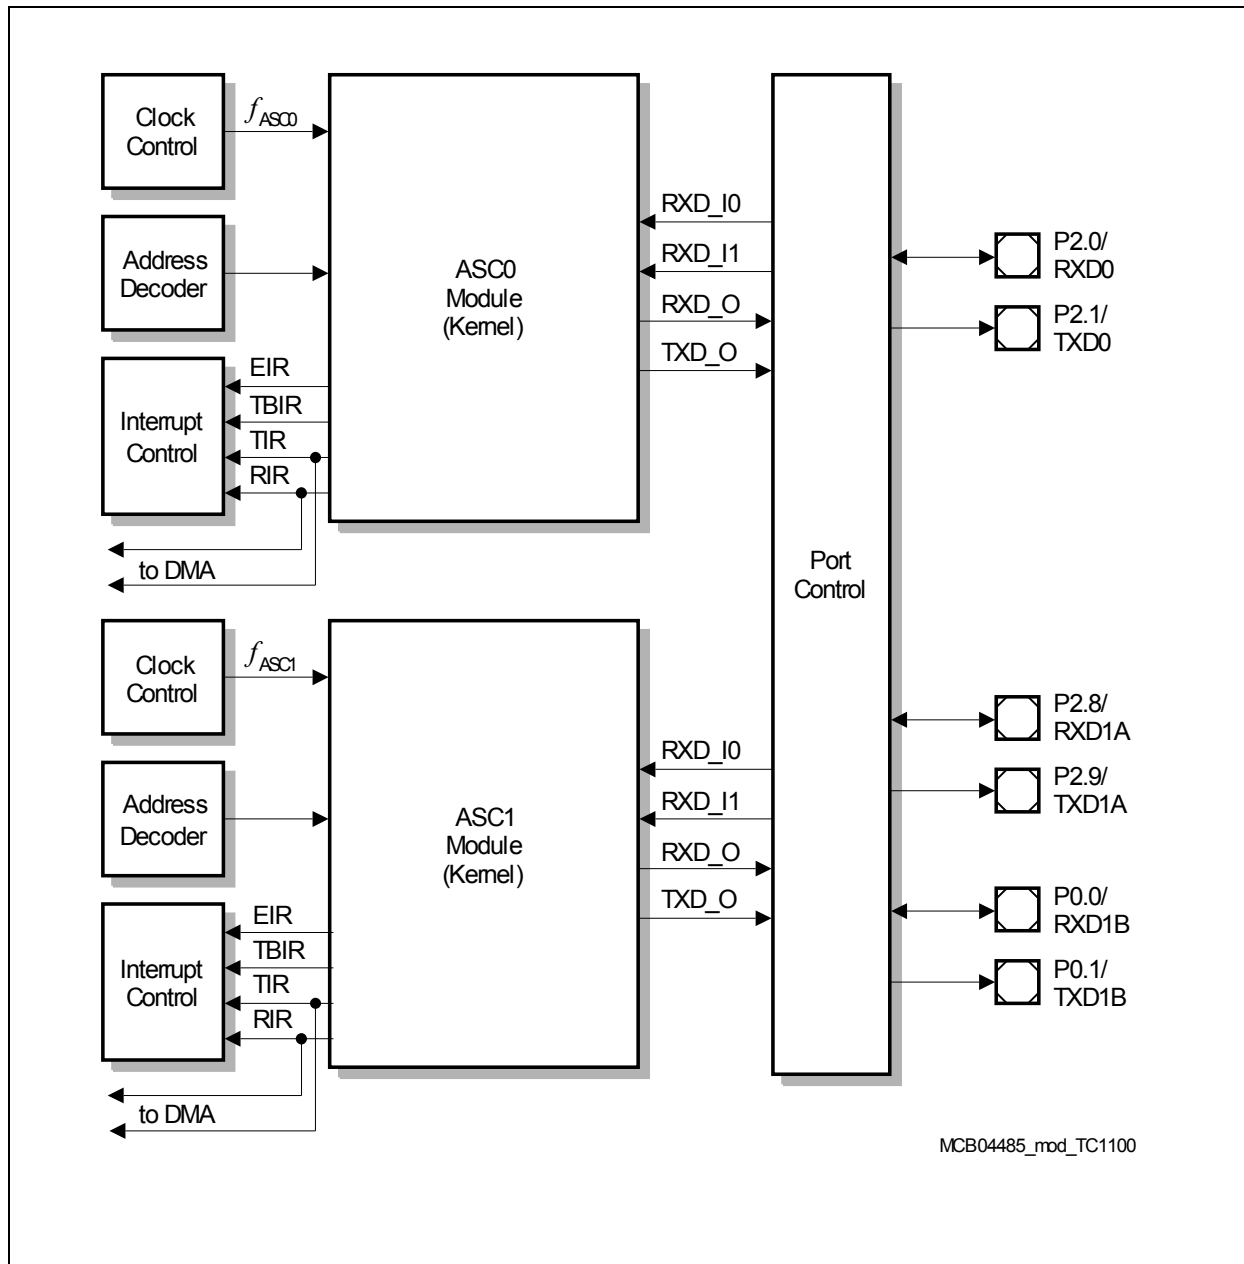 Clock
Control
fASC0
Address
Decoder
Interrupt
Control
EIR
TBIR
TIR
RIR
to DMA
ASC0
Module
(Kernel)
RXD_I0
RXD_I1
RXD_O
TXD_O
Port
Control
P2.0/
RXD0
P2.1/
TXD0
Clock
Control
fASC1
Address
Decoder
Interrupt
Control
EIR
TBIR
TIR
RIR
to DMA
ASC1
Module
(Kernel)
RXD_I0
RXD_I1
RXD_O
TXD_O
P2.8/
RXD1A
P2.9/
TXD1A
P0.0/
RXD1B
P0.1/
TXD1B
MCB04485_mod_TC1100